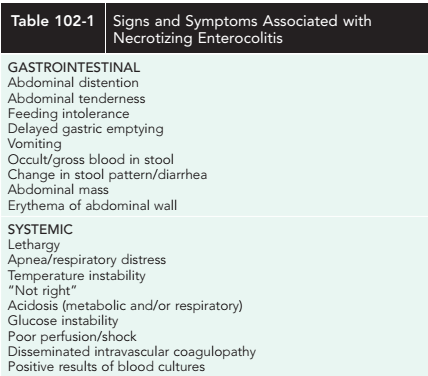 Table 102-1
Signs and Symptoms Associated with
Necrotizing Enterocolitis
GASTROINTESTINAL
Abdominal distention
Abdominal tenderness
Feeding intolerance
Delayed gastric emptying
Vomiting
Occult/gross blood in stool
Change in stool pattern/diarrhea
Abdominal mass
Erythema of abdominal wall
SYSTEMIC
Lethargy
Apnea/respiratory distress
Temperature instability
“Not right”
Acidosis (metabolic and/or respiratory)
Glucose instability
Poor perfusion/shock
Disseminated intravascular coagulopathy
Positive results of blood cultures